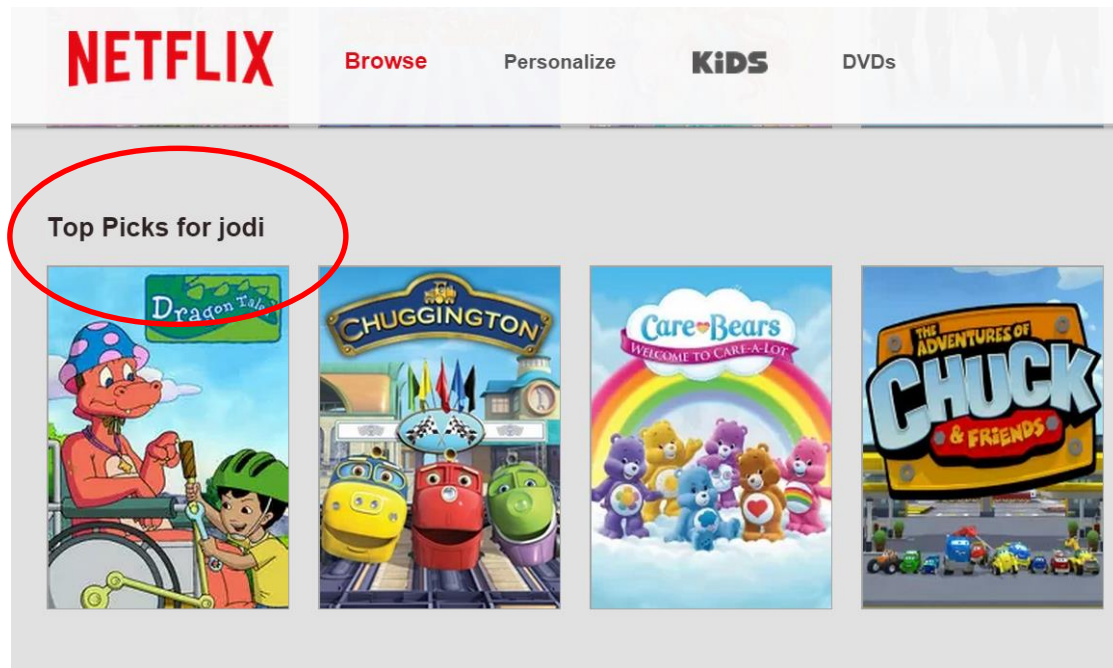 NETFLIX Browse Personalize KiDS DVDs
Top Picks for jodi
Dragon Tales
CHUGGINGTON
Care Bears
WELCOME TO CARE-A-LOT
THE ADVENTURES OF
CHUCK
& FRIENDS